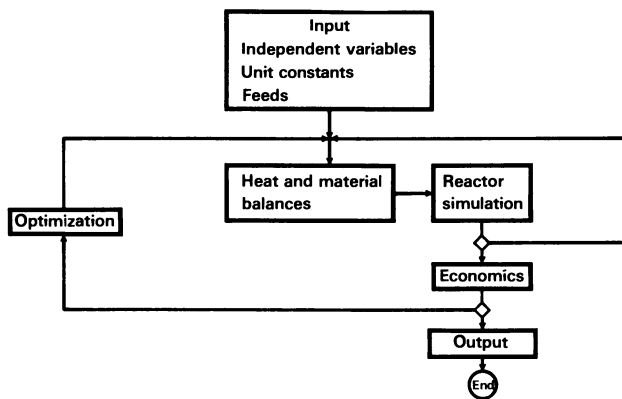 Input
Independent variables
Unit constants
Feeds
Heat and material
balances
Reactor
simulation
Optimization
Economics
Output
End